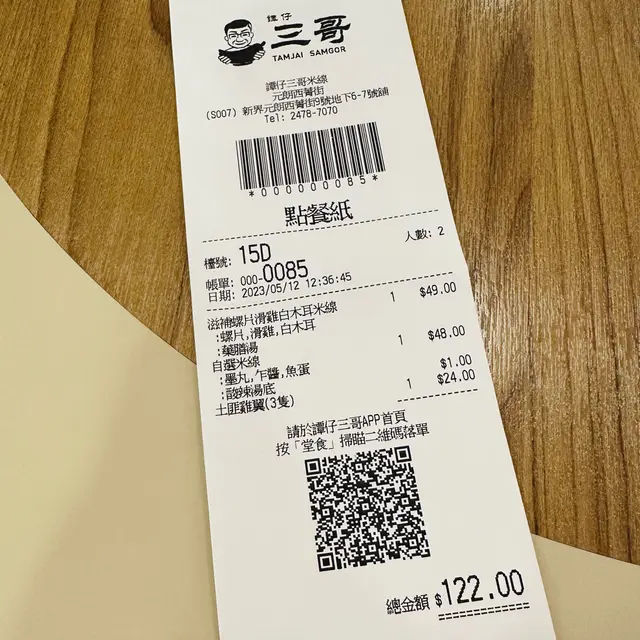 譚仔
三哥
TAMJAI SAMGOR
譚仔三哥米線
元朗西菁街
(S007) 新界元朗西菁街9號地下6-7號舖
Tel: 2478-7070
*0000000085*
點餐紙
檯號: 15D 人數: 2
帳單: 000-0085
日期: 2023/05/12 12:36:45
滋補螺片滑雞白木耳米線 1 $49.00
:螺片,滑雞,白木耳
:藥膳湯
自選米線 1 $48.00
:墨丸,乍醬,魚蛋
:酸辣湯底 $1.00
土匪雞翼(3隻) 1 $24.00
請於譚仔三哥APP首頁
按「堂食」掃瞄二維碼落單
總金額 $122.00